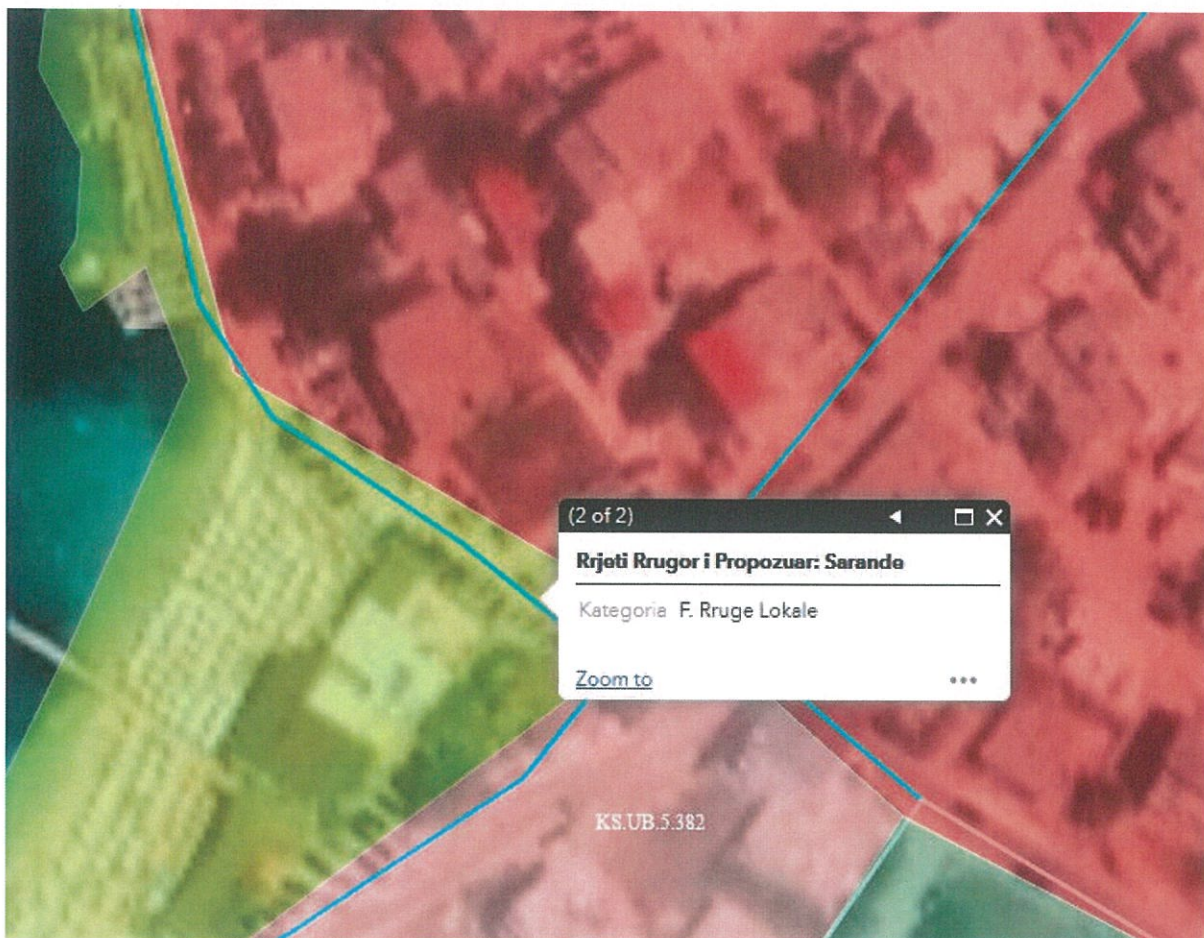 (2 of 2)
Rrjeti Rrugor i Propozuar: Sarande
Kategoria F. Rruge Lokale
Zoom to
KS.UB.5.382